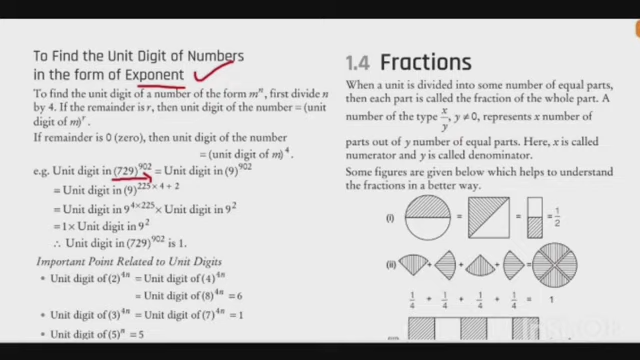 To Find the Unit Digit of Numbers
in the form of Exponent
To find the unit digit of a number of the form mⁿ, first divide n
by 4. If the remainder is r, then unit digit of the number = (unit
digit of m)ʳ.
If remainder is 0 (zero), then unit digit of the number
= (unit digit of m)⁴.
e.g. Unit digit in (729)⁹⁰² = Unit digit in (9)⁹⁰²
= Unit digit in (9)²²⁵ ˣ ⁴ ⁺ ²
= Unit digit in 9⁴ˣ²²⁵ × Unit digit in 9²
= 1 × Unit digit in 9²
∴ Unit digit in (729)⁹⁰² is 1.
Important Point Related to Unit Digits
• Unit digit of (2)⁴ⁿ = Unit digit of (4)⁴ⁿ
= Unit digit of (8)⁴ⁿ = 6
• Unit digit of (3)⁴ⁿ = Unit digit of (7)⁴ⁿ = 1
• Unit digit of (5)ⁿ = 5
1.4 Fractions
When a unit is divided into some number of equal parts,
then each part is called the fraction of the whole part. A
number of the type x/y, y ≠ 0, represents x number of
parts out of y number of equal parts. Here, x is called
numerator and y is called denominator.
Some figures are given below which helps to understand
the fractions in a better way.
(i) = = = 1/2
(ii) + + + =
1/4 + 1/4 + 1/4 + 1/4 = 1